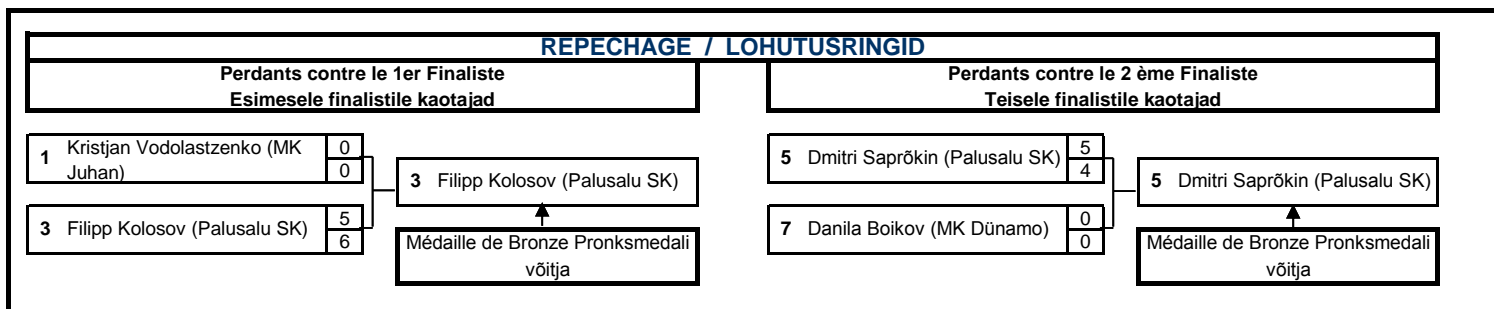 REPECHAGE / LOHUTUSRINGID
Perdants contre le 1er Finaliste
Esimesele finalistile kaotajad
Perdants contre le 2 ème Finaliste
Teisele finalistile kaotajad
1 Kristjan Vodolastzenko (MK
Juhan)
0
0
3 Filipp Kolosov (Palusalu SK)
5
6
3 Filipp Kolosov (Palusalu SK)
Médaille de Bronze Pronksmedali
võitja
5 Dmitri Saprõkin (Palusalu SK)
5
4
7 Danila Boikov (MK Dünamo)
0
0
5 Dmitri Saprõkin (Palusalu SK)
Médaille de Bronze Pronksmedali
võitja